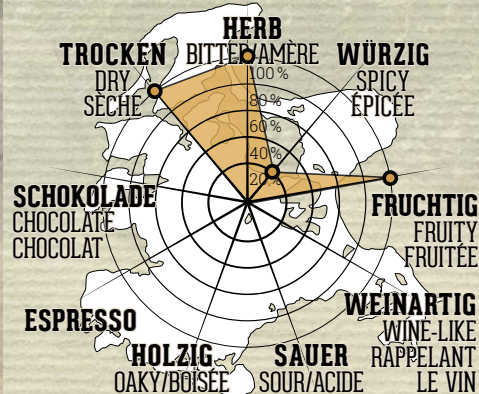 HERB
BITTER/AMÈRE
TROCKEN
DRY
SÈCHE
WÜRZIG
SPICY
ÉPICÉE
100%
80%
60%
40%
20%
SCHOKOLADE
CHOCOLATE
CHOCOLAT
FRUCHTIG
FRUITY
FRUITÉE
ESPRESSO
WEINARTIG
WINE-LIKE
RAPPELANT
LE VIN
HOLZIG
OAKY/BOISÉE
SAUER
SOUR/ACIDE